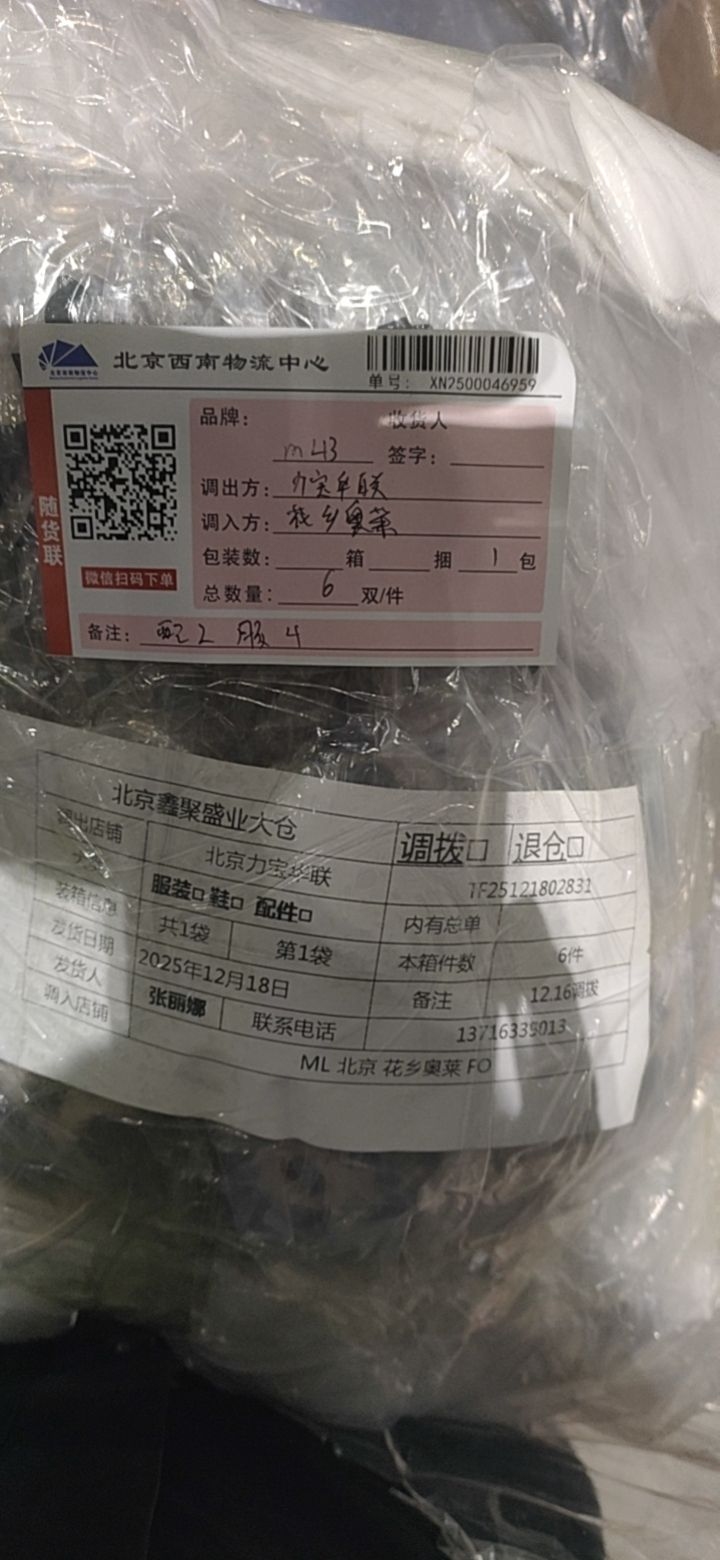 北京西南物流中心
单号: XN2500046959
随货联
微信扫码下单
品牌: m43 收货人
签字:
调出方: 力宝华联
调入方: 花乡奥莱
包装数: 箱 捆 1 包
总数量: 6 双/件
备注: 配2 服4
北京鑫聚盛业大仓
调出店铺 北京力宝华联 调拨□ 退仓□
服装□ 鞋□ 配件□ TF25121802831
装箱信息 共1袋 第1袋 内有总单
发货日期 2025年12月18日 本箱件数 6件
发货人 张丽娜 联系电话 备注 12.16调拨
13716335013
调入店铺 ML 北京 花乡奥莱 FO